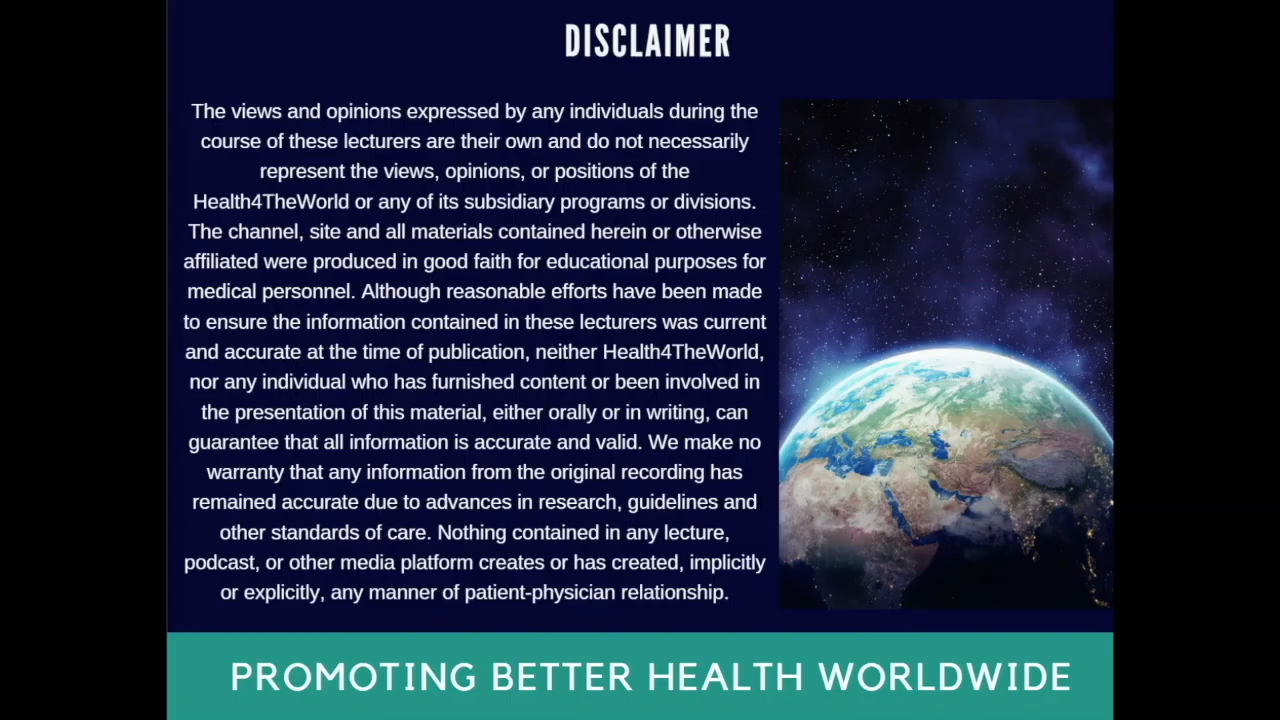 DISCLAIMER
The views and opinions expressed by any individuals during the
course of these lecturers are their own and do not necessarily
represent the views, opinions, or positions of the
Health4TheWorld or any of its subsidiary programs or divisions.
The channel, site and all materials contained herein or otherwise
affiliated were produced in good faith for educational purposes for
medical personnel. Although reasonable efforts have been made
to ensure the information contained in these lecturers was current
and accurate at the time of publication, neither Health4TheWorld,
nor any individual who has furnished content or been involved in
the presentation of this material, either orally or in writing, can
guarantee that all information is accurate and valid. We make no
warranty that any information from the original recording has
remained accurate due to advances in research, guidelines and
other standards of care. Nothing contained in any lecture,
podcast, or other media platform creates or has created, implicitly
or explicitly, any manner of patient-physician relationship.
PROMOTING BETTER HEALTH WORLDWIDE